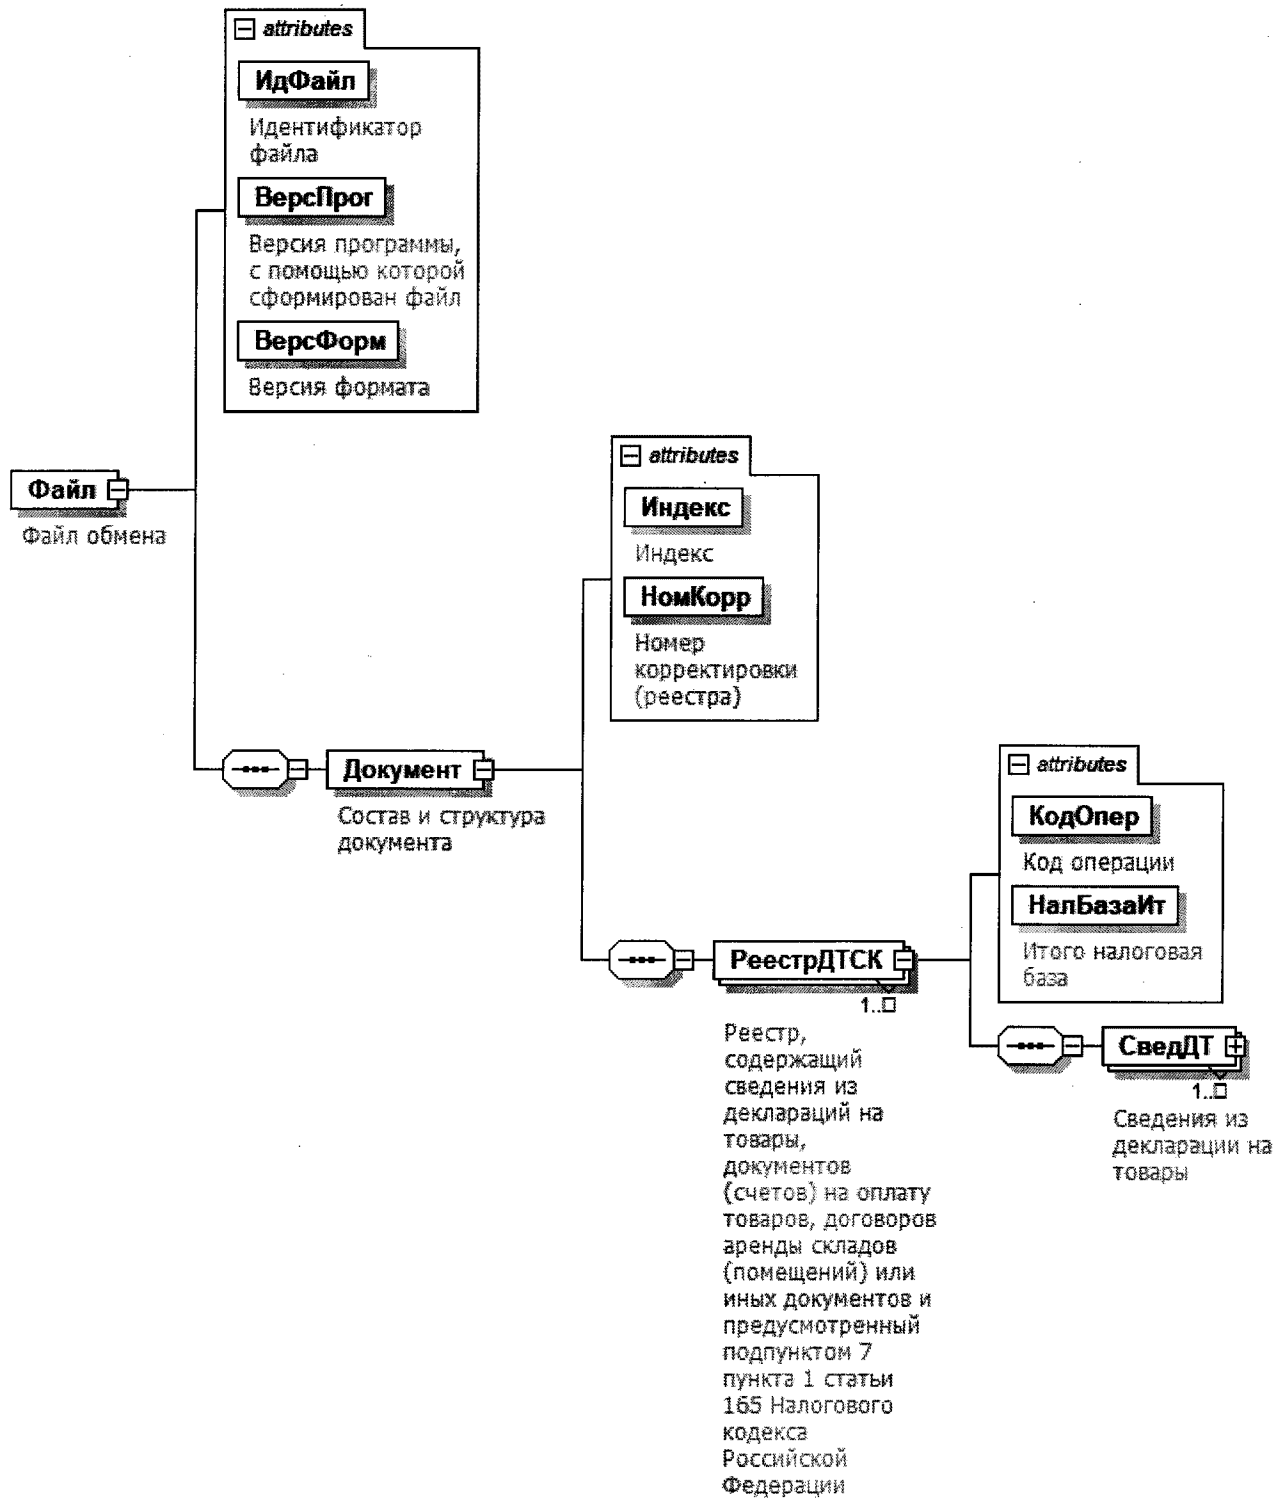 attributes
ИдФайл
Идентификатор
файла
ВерсПрог
Версия программы,
с помощью которой
сформирован файл
ВерсФорм
Версия формата
Файл
Файл обмена
attributes
Индекс
Индекс
НомКорр
Номер
корректировки
(реестра)
Документ
Состав и структура
документа
attributes
КодОпер
Код операции
НалБазаИт
Итого налоговая
база
РеестрДТСК
1..□
Реестр,
содержащий
сведения из
деклараций на
товары,
документов
(счетов) на оплату
товаров, договоров
аренды складов
(помещений) или
иных документов и
предусмотренный
подпунктом 7
пункта 1 статьи
165 Налогового
кодекса
Российской
Федерации
СведДТ
1..□
Сведения из
декларации на
товары